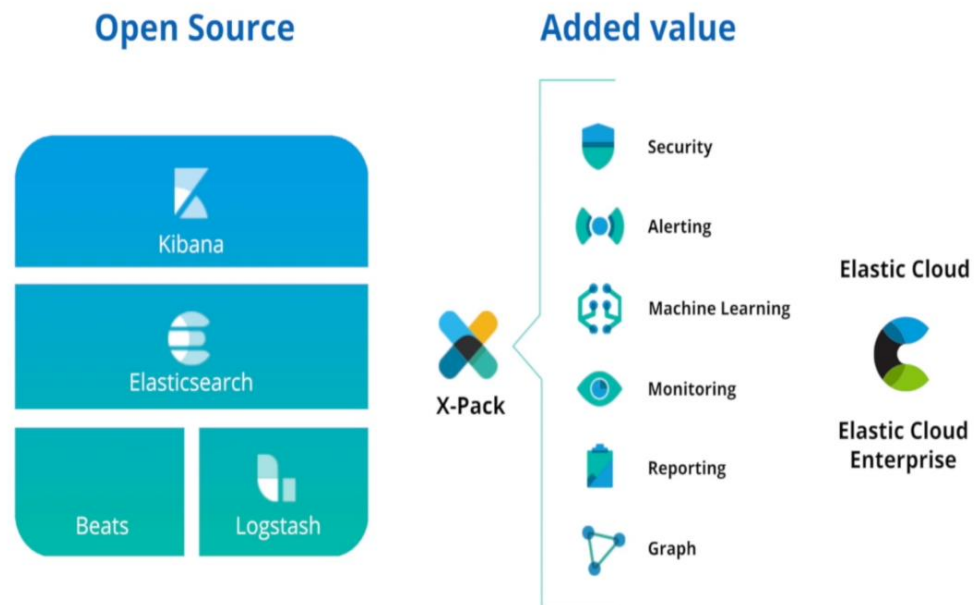 Open Source
Added value
Kibana
Elasticsearch
Beats
Logstash
X-Pack
Security
Alerting
Machine Learning
Monitoring
Reporting
Graph
Elastic Cloud
Elastic Cloud
Enterprise